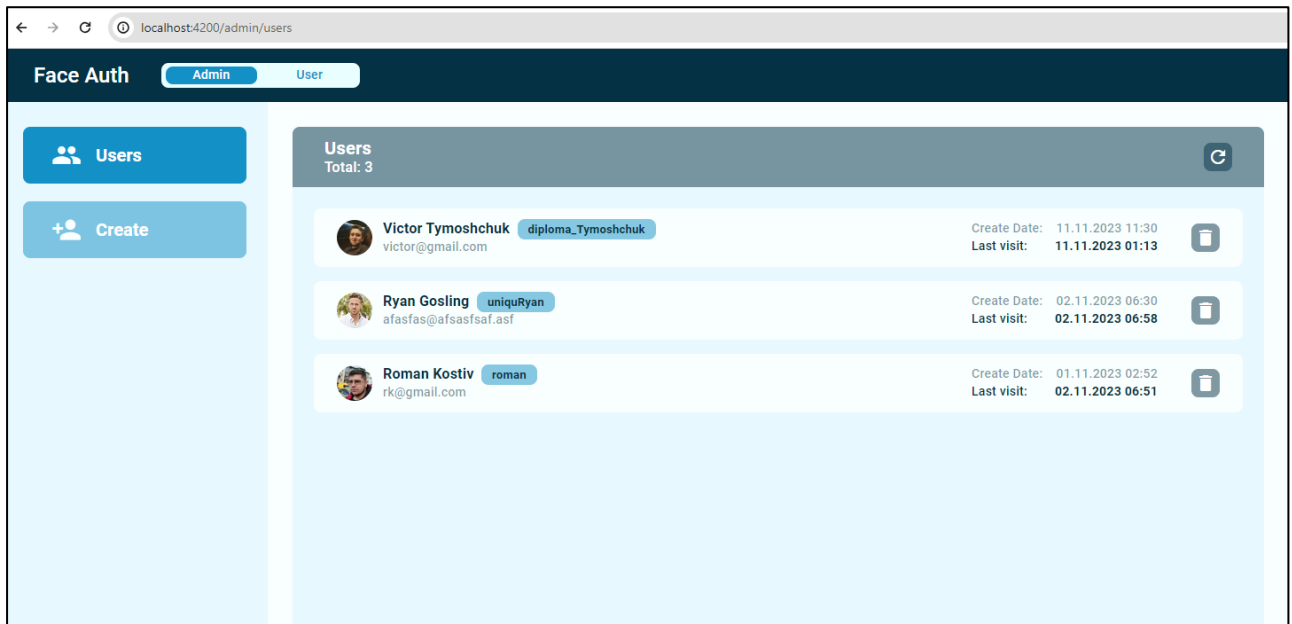 localhost:4200/admin/users
Face Auth Admin User
Users
Create
Users
Total: 3
Victor Tymoshchuk diploma_Tymoshchuk
victor@gmail.com
Create Date: 11.11.2023 11:30
Last visit: 11.11.2023 01:13
Ryan Gosling uniquRyan
afasfas@afsasfsaf.asf
Create Date: 02.11.2023 06:30
Last visit: 02.11.2023 06:58
Roman Kostiv roman
rk@gmail.com
Create Date: 01.11.2023 02:52
Last visit: 02.11.2023 06:51